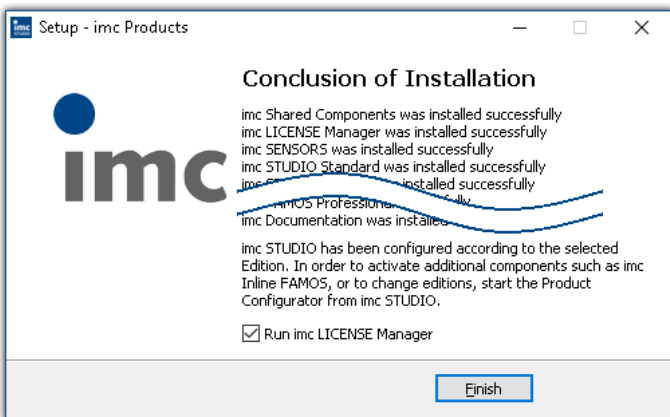 imc
STUDIO
Setup - imc Products
imc
Conclusion of Installation
imc Shared Components was installed successfully
imc LICENSE Manager was installed successfully
imc SENSORS was installed successfully
imc STUDIO Standard was installed successfully
imc installed successfully
FAMOS Professional
imc Documentation was installed
imc STUDIO has been configured according to the selected
Edition. In order to activate additional components such as imc
Inline FAMOS, or to change editions, start the Product
Configurator from imc STUDIO.
Run imc LICENSE Manager
Finish